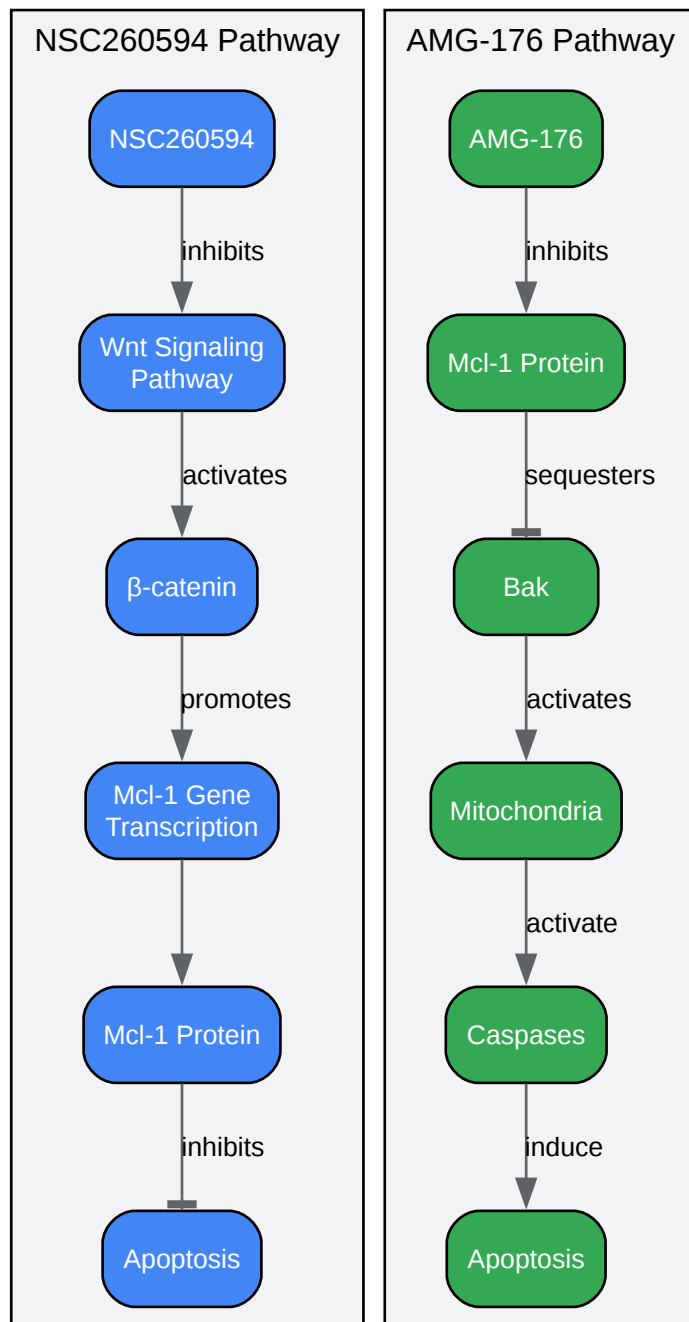 NSC260594 Pathway
NSC260594
inhibits
Wnt Signaling
Pathway
activates
β-catenin
promotes
Mcl-1 Gene
Transcription
Mcl-1 Protein
inhibits
Apoptosis
AMG-176 Pathway
AMG-176
inhibits
Mcl-1 Protein
sequesters
Bak
activates
Mitochondria
activate
Caspases
induce
Apoptosis